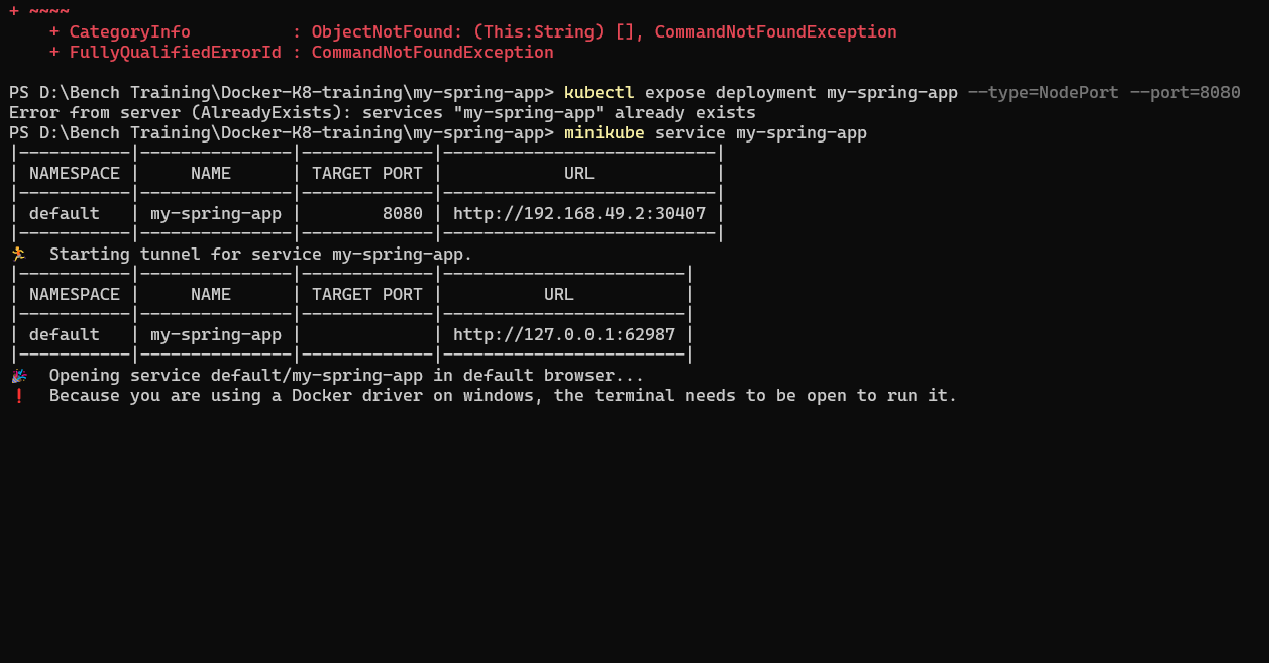 + ~~~~
    + CategoryInfo          : ObjectNotFound: (This:String) [], CommandNotFoundException
    + FullyQualifiedErrorId : CommandNotFoundException
PS D:\Bench Training\Docker-K8-training\my-spring-app> kubectl expose deployment my-spring-app --type=NodePort --port=8080
Error from server (AlreadyExists): services "my-spring-app" already exists
PS D:\Bench Training\Docker-K8-training\my-spring-app> minikube service my-spring-app
|-----------|---------------|-------------|---------------------------|
| NAMESPACE |     NAME      | TARGET PORT |            URL            |
|-----------|---------------|-------------|---------------------------|
| default   | my-spring-app |        8080 | http://192.168.49.2:30407 |
|-----------|---------------|-------------|---------------------------|
🏃  Starting tunnel for service my-spring-app.
|-----------|---------------|-------------|------------------------|
| NAMESPACE |     NAME      | TARGET PORT |          URL           |
|-----------|---------------|-------------|------------------------|
| default   | my-spring-app |             | http://127.0.0.1:62987 |
|-----------|---------------|-------------|------------------------|
🎉  Opening service default/my-spring-app in default browser...
❗  Because you are using a Docker driver on windows, the terminal needs to be open to run it.